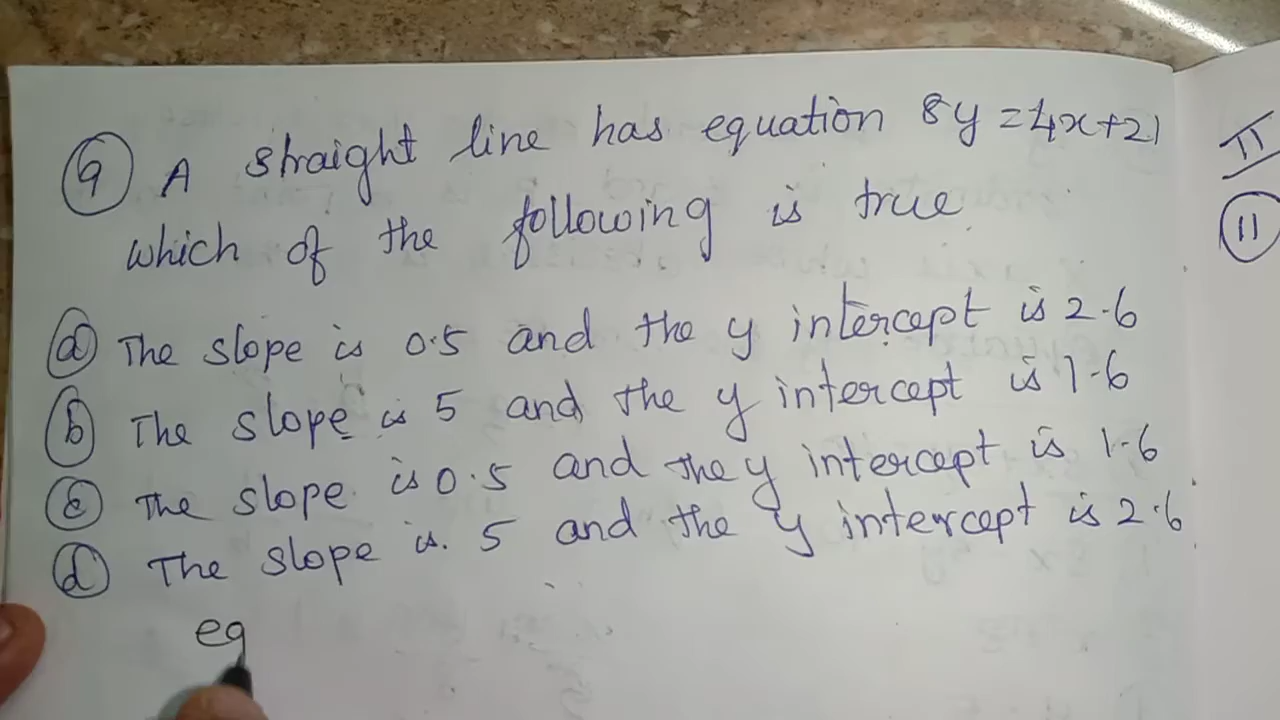 9 A straight line has equation 8y=4x+21
which of the following is true
a The slope is 0.5 and the y intercept is 2.6
b The slope is 5 and the y intercept is 1.6
c The slope is 0.5 and the y intercept is 1.6
d The slope is. 5 and the y intercept is 2.6
eq
II
11